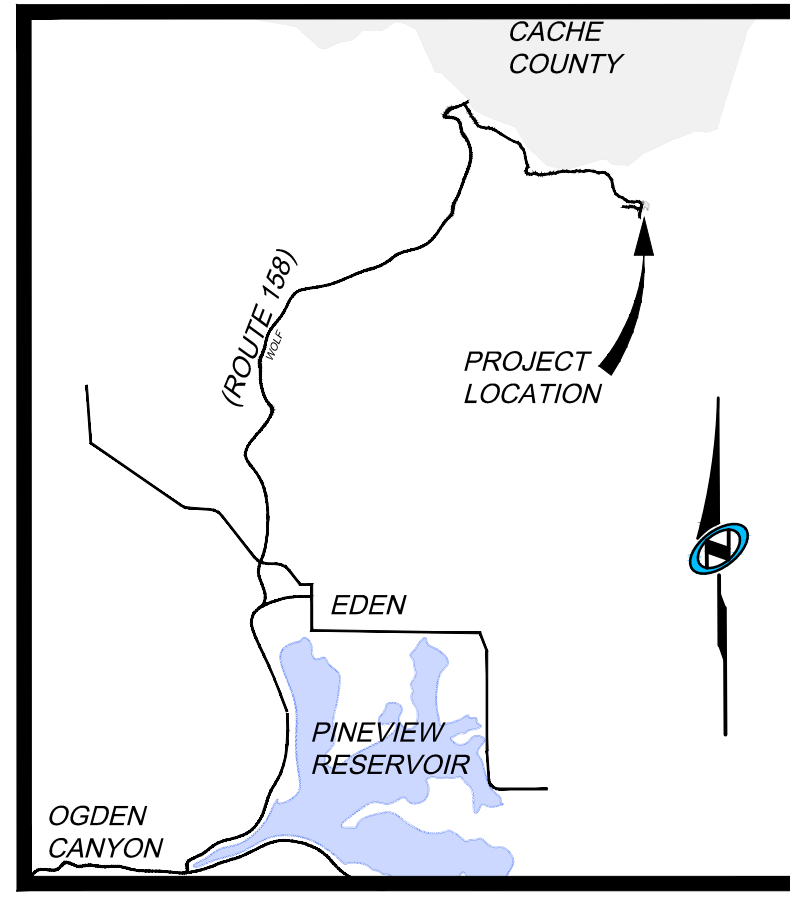 CACHE
COUNTY
(ROUTE 158)
WOLF
PROJECT
LOCATION
N
EDEN
PINEVIEW
RESERVOIR
OGDEN
CANYON